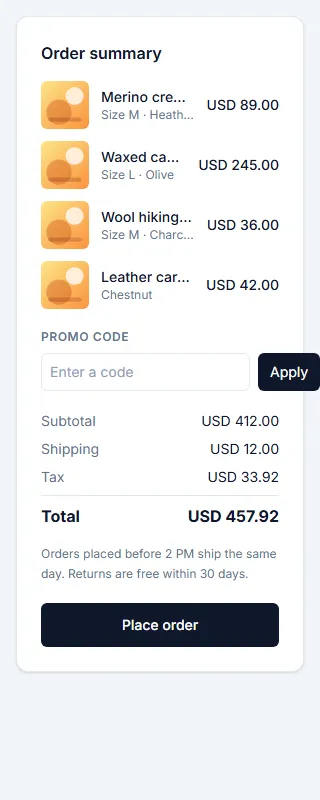 Order summary
Merino cre...
USD 89.00
Size M · Heath...
Waxed ca...
USD 245.00
Size L · Olive
Wool hiking...
USD 36.00
Size M · Charc...
Leather car...
USD 42.00
Chestnut
PROMO CODE
Enter a code
Apply
Subtotal USD 412.00
Shipping USD 12.00
Tax USD 33.92
Total USD 457.92
Orders placed before 2 PM ship the same
day. Returns are free within 30 days.
Place order